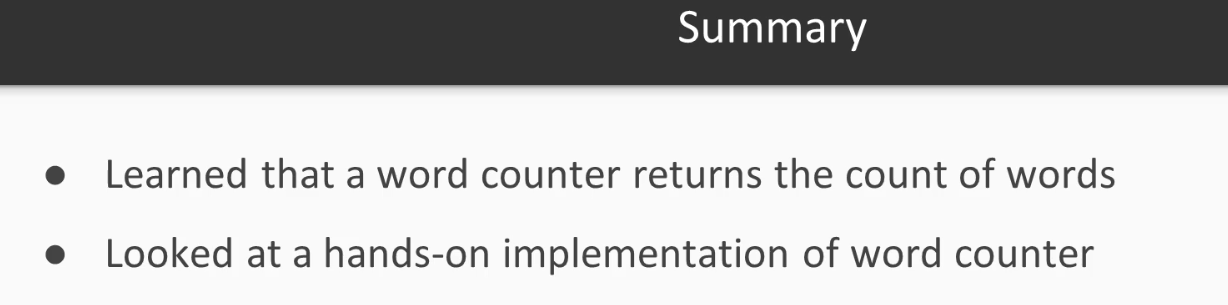 Summary
● Learned that a word counter returns the count of words
● Looked at a hands-on implementation of word counter